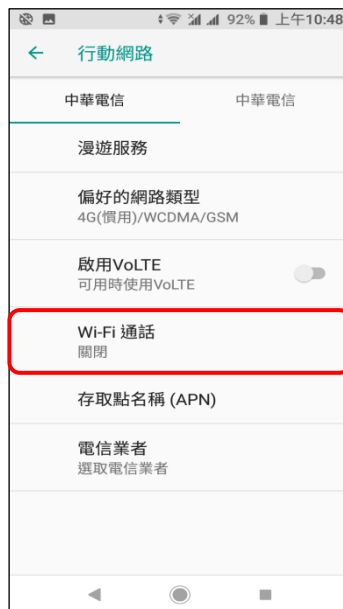 92% 上午10:48
行動網路
中華電信 中華電信
漫遊服務
偏好的網路類型
4G(慣用)/WCDMA/GSM
啟用VoLTE
可用時使用VoLTE
Wi-Fi 通話
關閉
存取點名稱 (APN)
電信業者
選取電信業者